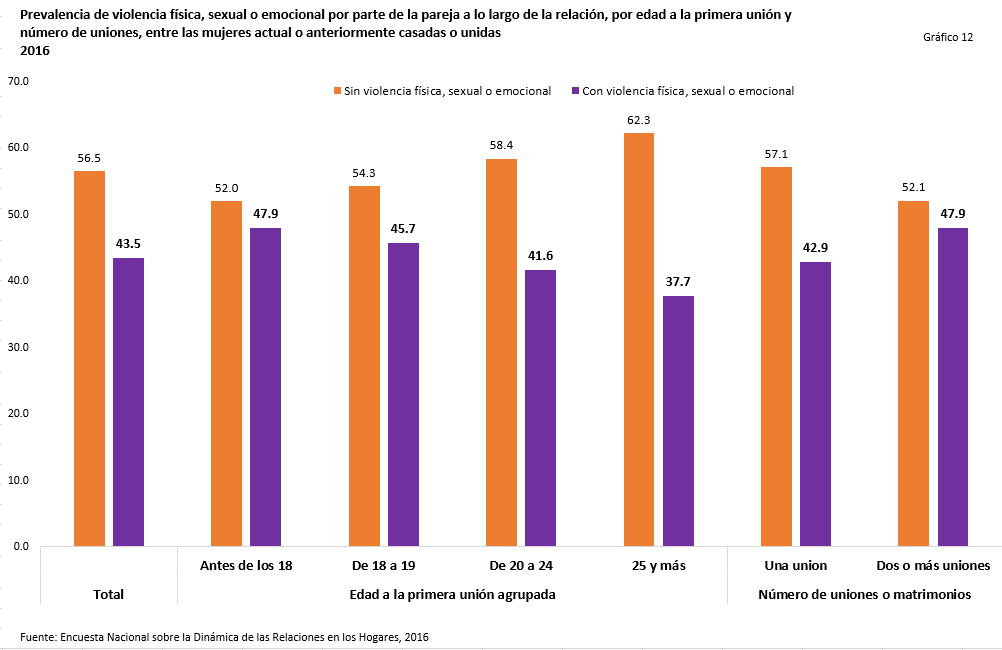 Prevalencia de violencia física, sexual o emocional por parte de la pareja a lo largo de la relación, por edad a la primera unión y
número de uniones, entre las mujeres actual o anteriormente casadas o unidas
2016
Gráfico 12
70.0
60.0
50.0
40.0
30.0
20.0
10.0
0.0
Sin violencia física, sexual o emocional
Con violencia física, sexual o emocional
56.5
43.5
52.0
47.9
54.3
45.7
58.4
41.6
62.3
37.7
57.1
42.9
52.1
47.9
Antes de los 18
De 18 a 19
De 20 a 24
25 y más
Una union
Dos o más uniones
Total
Edad a la primera unión agrupada
Número de uniones o matrimonios
Fuente: Encuesta Nacional sobre la Dinámica de las Relaciones en los Hogares, 2016